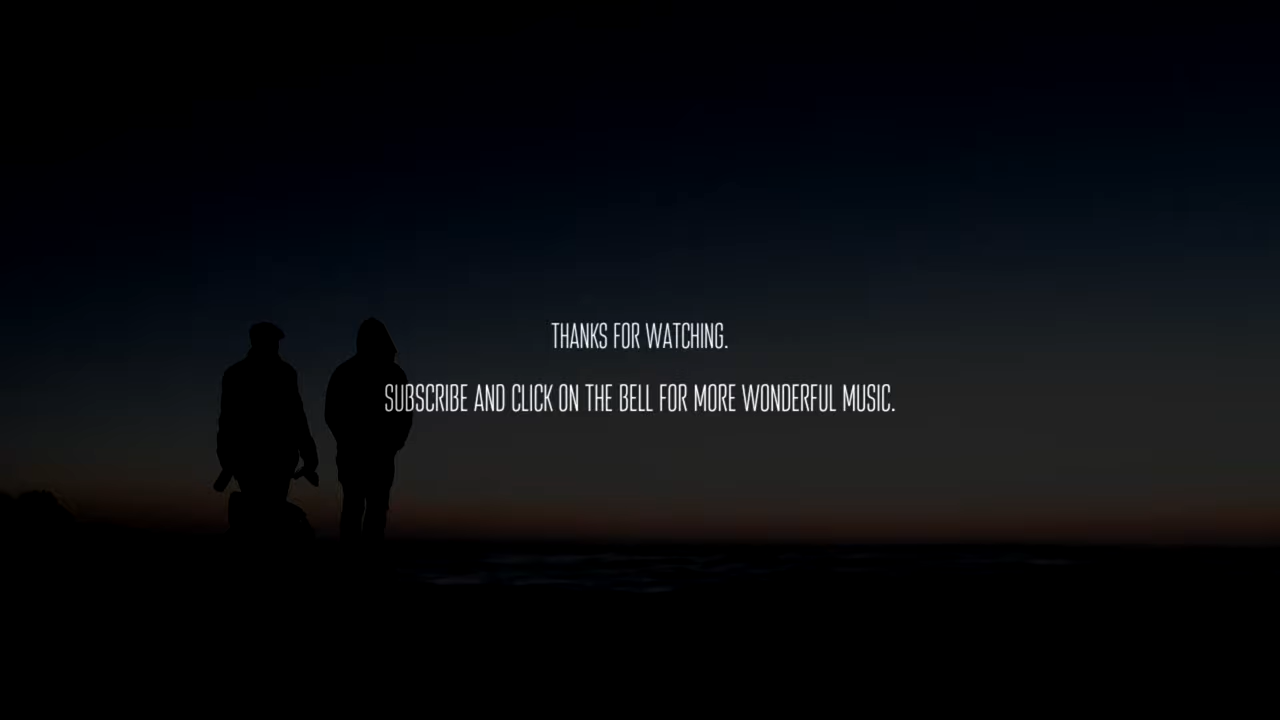 THANKS FOR WATCHING.
SUBSCRIBE AND CLICK ON THE BELL FOR MORE WONDERFUL MUSIC.